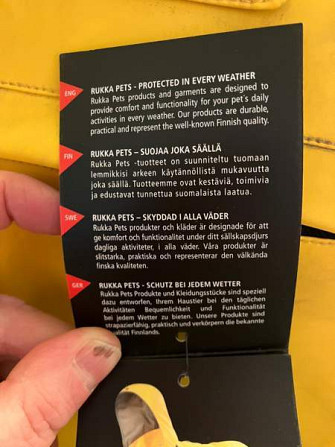 ENG
RUKKA PETS - PROTECTED IN EVERY WEATHER
Rukka Pets products and garments are designed to
provide comfort and functionality for your pet´s daily
activities in every weather. Our products are durable,
practical and represent the well-known Finnish quality.
FIN
RUKKA PETS – SUOJAA JOKA SÄÄLLÄ
Rukka Pets -tuotteet on suunniteltu tuomaan
lemmikkisi arkeen käytännöllistä mukavuutta
joka säällä. Tuotteemme ovat kestäviä, toimivia
ja edustavat tunnettua suomalaista laatua.
SWE
RUKKA PETS – SKYDDAD I ALLA VÄDER
Rukka Pets produkter och kläder är designade för att
ge komfort och funktionalitet under ditt sällskapsdjurs
dagliga aktiviteter, i alla väder. Våra produkter är
slitstarka, praktiska och representerar den välkända
finska kvaliteten.
GER
RUKKA PETS - SCHUTZ BEI JEDEM WETTER
Rukka Pets Produkte und Kleidungsstücke sind speziell
dazu entworfen, Ihrem Haustier bei den täglichen
Aktivitäten Bequemlichkeit und Funktionalität
bei jedem Wetter zu bieten. Unsere Produkte sind
strapazierfähig, praktisch und verkörpern die bekannte
Qualität Finnlands.